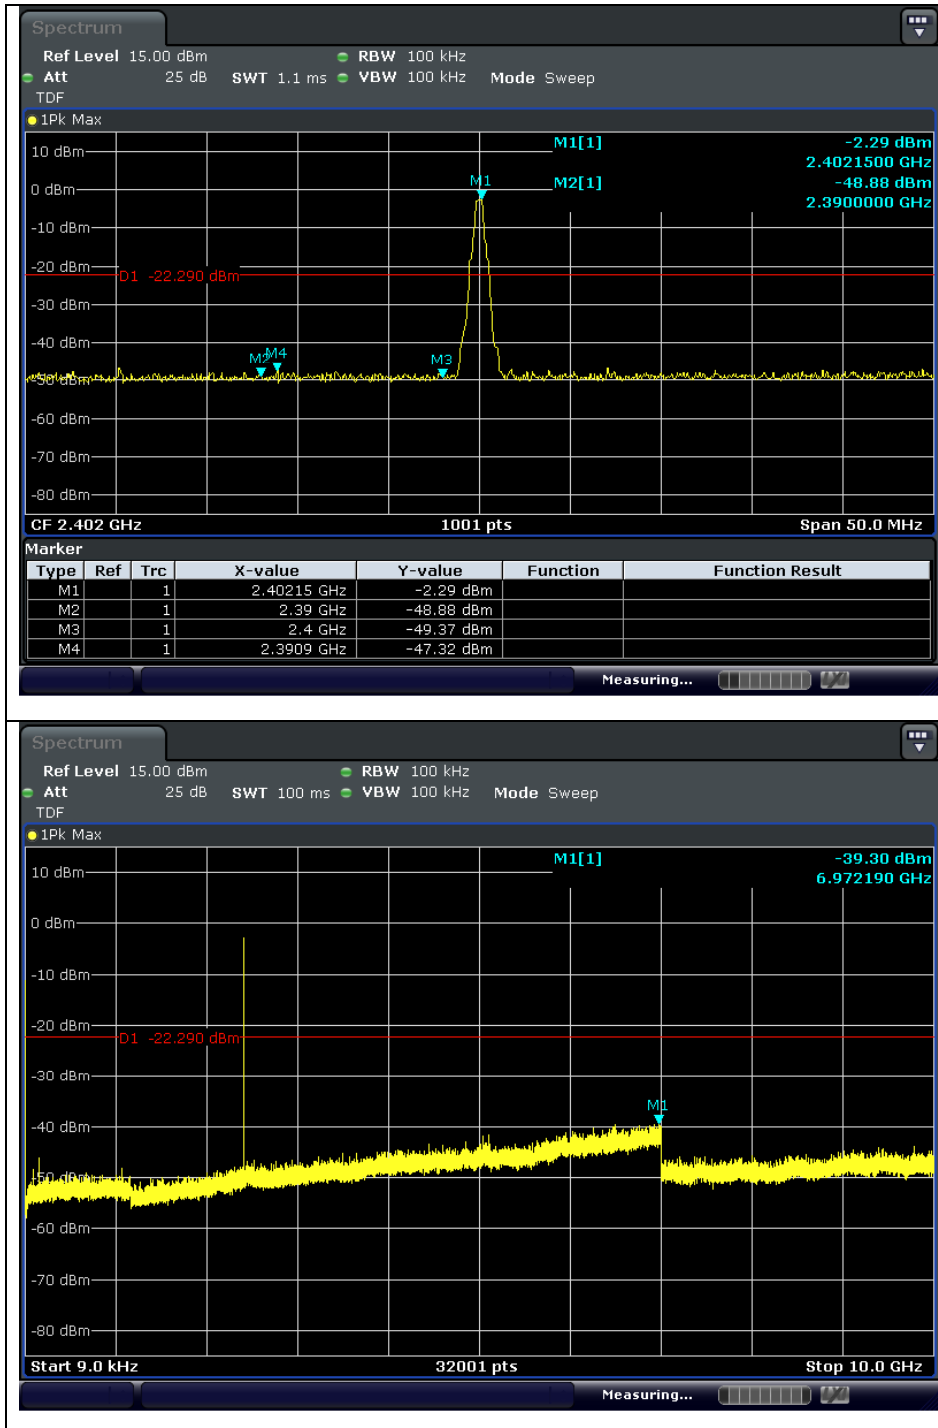 Spectrum
Ref Level 15.00 dBm RBW 100 kHz
Att 25 dB SWT 1.1 ms VBW 100 kHz Mode Sweep
TDF
1Pk Max
M1[1] -2.29 dBm
2.4021500 GHz
M2[1] -48.88 dBm
2.3900000 GHz
10 dBm
M1
0 dBm
-10 dBm
-20 dBm
D1 -22.290 dBm
-30 dBm
-40 dBm
M2 M4 M3
-50 dBm
-60 dBm
-70 dBm
-80 dBm
CF 2.402 GHz 1001 pts Span 50.0 MHz
Marker
Type Ref Trc X-value Y-value Function Function Result
M1 1 2.40215 GHz -2.29 dBm
M2 1 2.39 GHz -48.88 dBm
M3 1 2.4 GHz -49.37 dBm
M4 1 2.3909 GHz -47.32 dBm
Measuring...
Spectrum
Ref Level 15.00 dBm RBW 100 kHz
Att 25 dB SWT 100 ms VBW 100 kHz Mode Sweep
TDF
1Pk Max
M1[1] -39.30 dBm
6.972190 GHz
10 dBm
0 dBm
-10 dBm
-20 dBm
D1 -22.290 dBm
-30 dBm
M1
-40 dBm
-50 dBm
-60 dBm
-70 dBm
-80 dBm
Start 9.0 kHz 32001 pts Stop 10.0 GHz
Measuring...